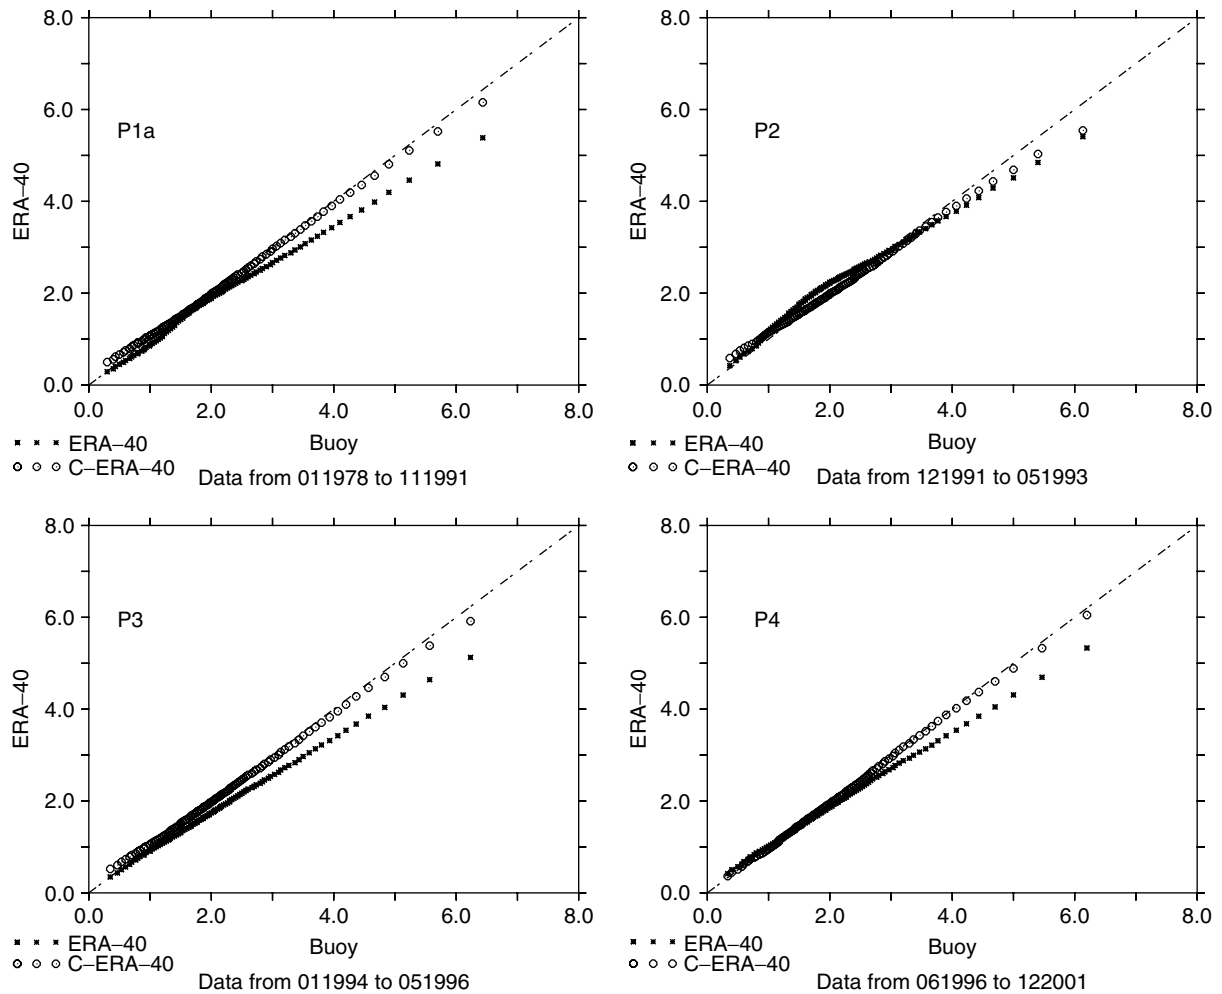 8.0
6.0
4.0
2.0
0.0
ERA−40
P1a
0.0 2.0 4.0 6.0 8.0
Buoy
ERA−40
C−ERA−40
Data from 011978 to 111991
8.0
6.0
4.0
2.0
0.0
ERA−40
P2
0.0 2.0 4.0 6.0 8.0
Buoy
ERA−40
C−ERA−40
Data from 121991 to 051993
8.0
6.0
4.0
2.0
0.0
ERA−40
P3
0.0 2.0 4.0 6.0 8.0
Buoy
ERA−40
C−ERA−40
Data from 011994 to 051996
8.0
6.0
4.0
2.0
0.0
ERA−40
P4
0.0 2.0 4.0 6.0 8.0
Buoy
ERA−40
C−ERA−40
Data from 061996 to 122001